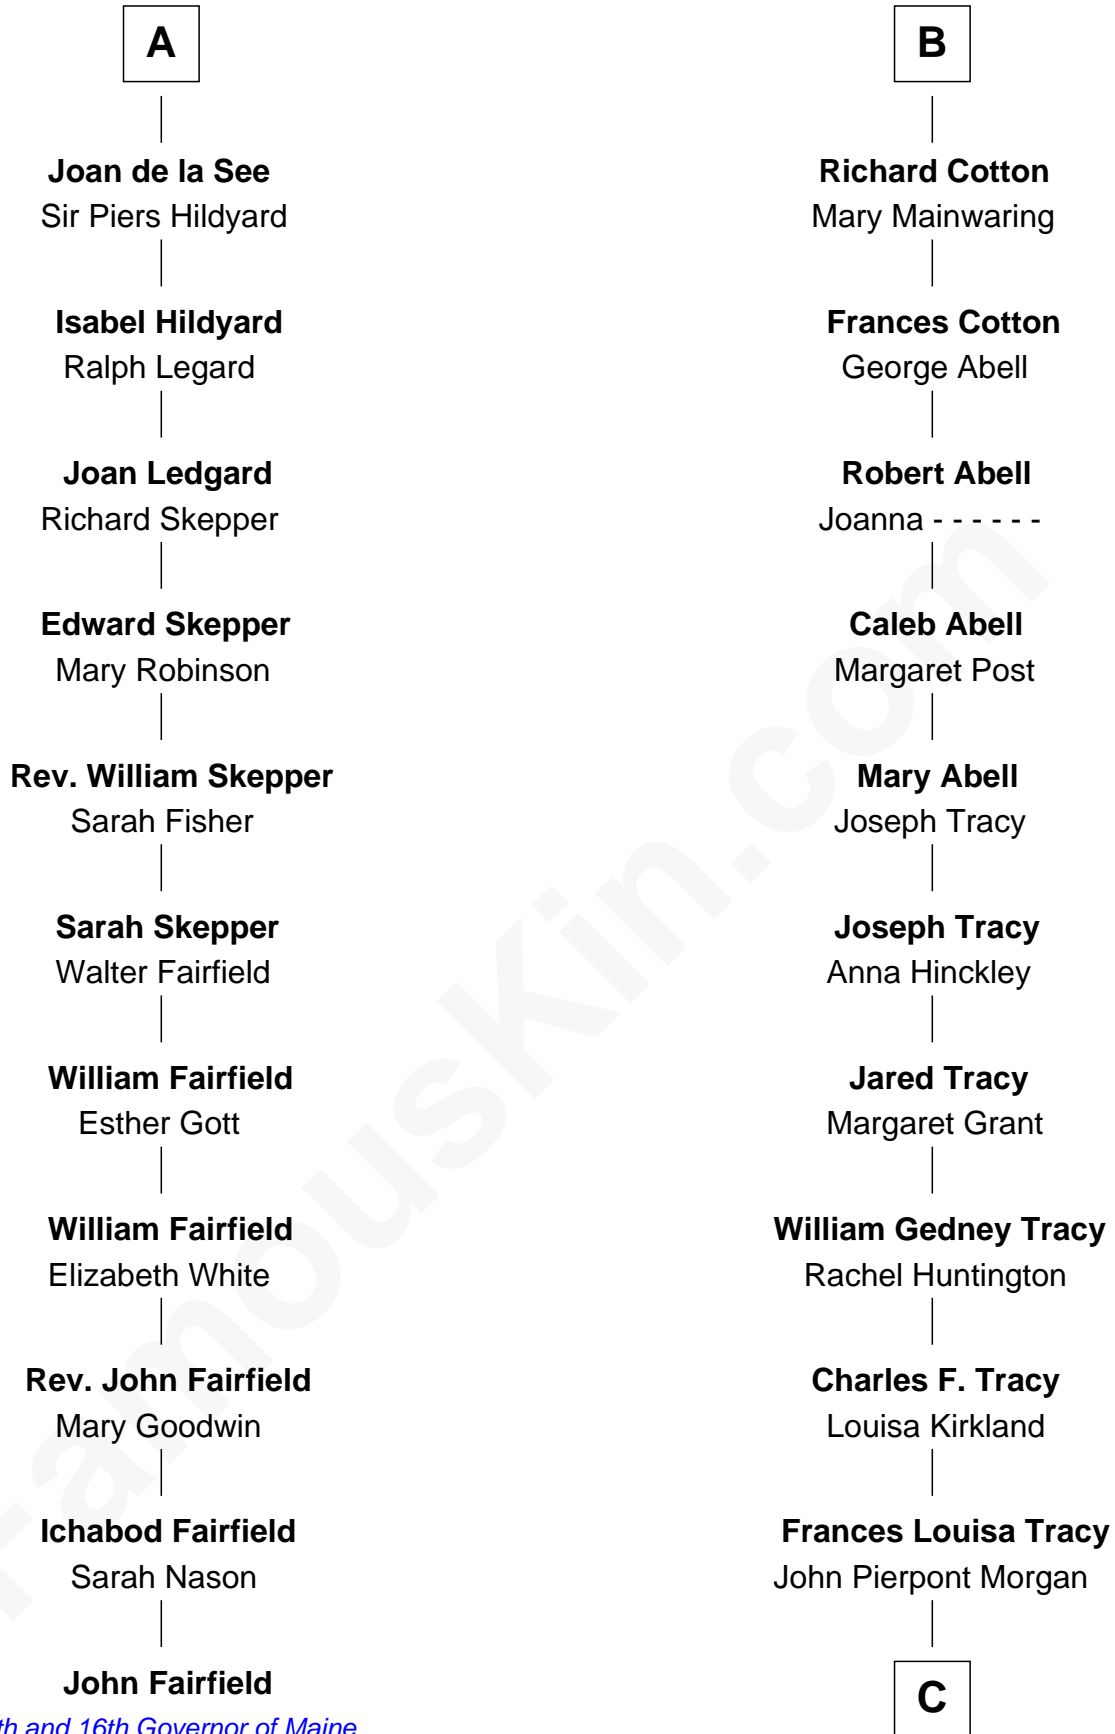 A
Joan de la See
Sir Piers Hildyard
Isabel Hildyard
Ralph Legard
Joan Ledgard
Richard Skepper
Edward Skepper
Mary Robinson
Rev. William Skepper
Sarah Fisher
Sarah Skepper
Walter Fairfield
William Fairfield
Esther Gott
William Fairfield
Elizabeth White
Rev. John Fairfield
Mary Goodwin
Ichabod Fairfield
Sarah Nason
John Fairfield
and 16th Governor of Maine
B
Richard Cotton
Mary Mainwaring
Frances Cotton
George Abell
Robert Abell
Joanna - - - - - -
Caleb Abell
Margaret Post
Mary Abell
Joseph Tracy
Joseph Tracy
Anna Hinckley
Jared Tracy
Margaret Grant
William Gedney Tracy
Rachel Huntington
Charles F. Tracy
Louisa Kirkland
Frances Louisa Tracy
John Pierpont Morgan
C
FamousKin.com